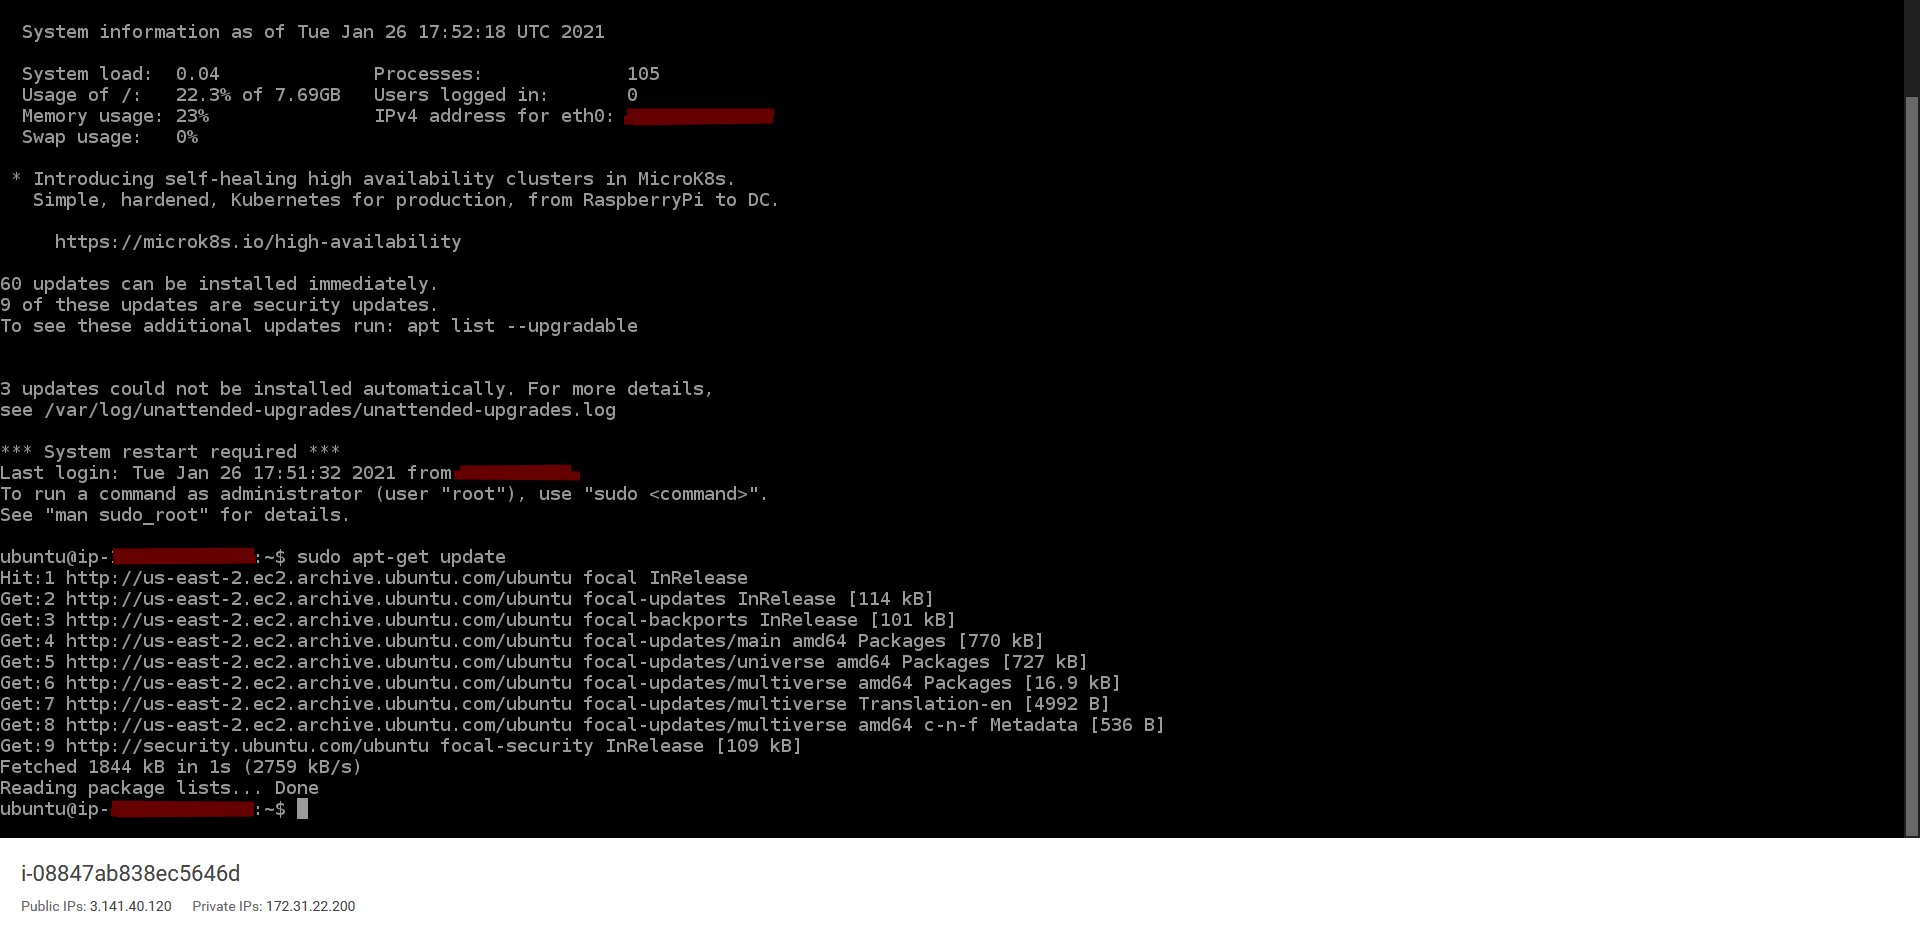 System information as of Tue Jan 26 17:52:18 UTC 2021
System load: 0.04 Processes: 105
Usage of /: 22.3% of 7.69GB Users logged in: 0
Memory usage: 23% IPv4 address for eth0:
Swap usage: 0%
* Introducing self-healing high availability clusters in MicroK8s.
Simple, hardened, Kubernetes for production, from RaspberryPi to DC.
https://microk8s.io/high-availability
60 updates can be installed immediately.
9 of these updates are security updates.
To see these additional updates run: apt list --upgradable
3 updates could not be installed automatically. For more details,
see /var/log/unattended-upgrades/unattended-upgrades.log
*** System restart required ***
Last login: Tue Jan 26 17:51:32 2021 from
To run a command as administrator (user "root"), use "sudo <command>".
See "man sudo_root" for details.
ubuntu@ip- :~$ sudo apt-get update
Hit:1 http://us-east-2.ec2.archive.ubuntu.com/ubuntu focal InRelease
Get:2 http://us-east-2.ec2.archive.ubuntu.com/ubuntu focal-updates InRelease [114 kB]
Get:3 http://us-east-2.ec2.archive.ubuntu.com/ubuntu focal-backports InRelease [101 kB]
Get:4 http://us-east-2.ec2.archive.ubuntu.com/ubuntu focal-updates/main amd64 Packages [770 kB]
Get:5 http://us-east-2.ec2.archive.ubuntu.com/ubuntu focal-updates/universe amd64 Packages [727 kB]
Get:6 http://us-east-2.ec2.archive.ubuntu.com/ubuntu focal-updates/multiverse amd64 Packages [16.9 kB]
Get:7 http://us-east-2.ec2.archive.ubuntu.com/ubuntu focal-updates/multiverse Translation-en [4992 B]
Get:8 http://us-east-2.ec2.archive.ubuntu.com/ubuntu focal-updates/multiverse amd64 c-n-f Metadata [536 B]
Get:9 http://security.ubuntu.com/ubuntu focal-security InRelease [109 kB]
Fetched 1844 kB in 1s (2759 kB/s)
Reading package lists... Done
ubuntu@ip- :~$
i-08847ab838ec5646d
Public IPs: 3.141.40.120 Private IPs: 172.31.22.200